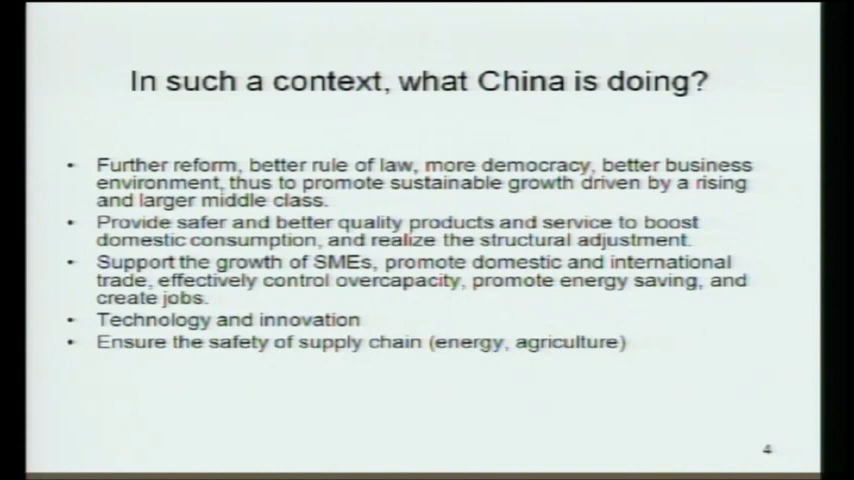 In such a context, what China is doing?
• Further reform, better rule of law, more democracy, better business
environment, thus to promote sustainable growth driven by a rising
and larger middle class.
• Provide safer and better quality products and service to boost
domestic consumption, and realize the structural adjustment.
• Support the growth of SMEs, promote domestic and international
trade, effectively control overcapacity, promote energy saving, and
create jobs.
• Technology and innovation
• Ensure the safety of supply chain (energy, agriculture)
4